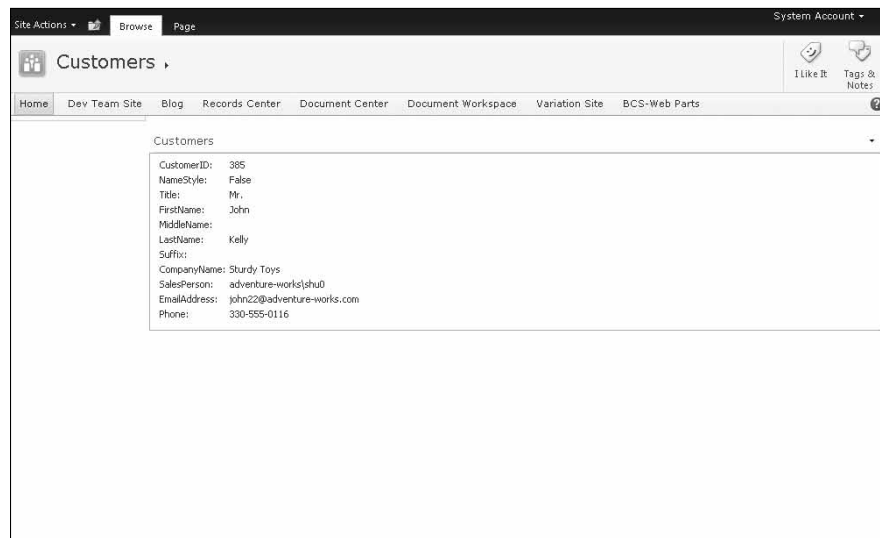 Site Actions Browse Page System Account
Customers
I Like It Tags & Notes
Home Dev Team Site Blog Records Center Document Center Document Workspace Variation Site BCS-Web Parts
Customers
CustomerID: 385
NameStyle: False
Title: Mr.
FirstName: John
MiddleName:
LastName: Kelly
Suffix:
CompanyName: Sturdy Toys
SalesPerson: adventure-works\shu0
EmailAddress: john22@adventure-works.com
Phone: 330-555-0116